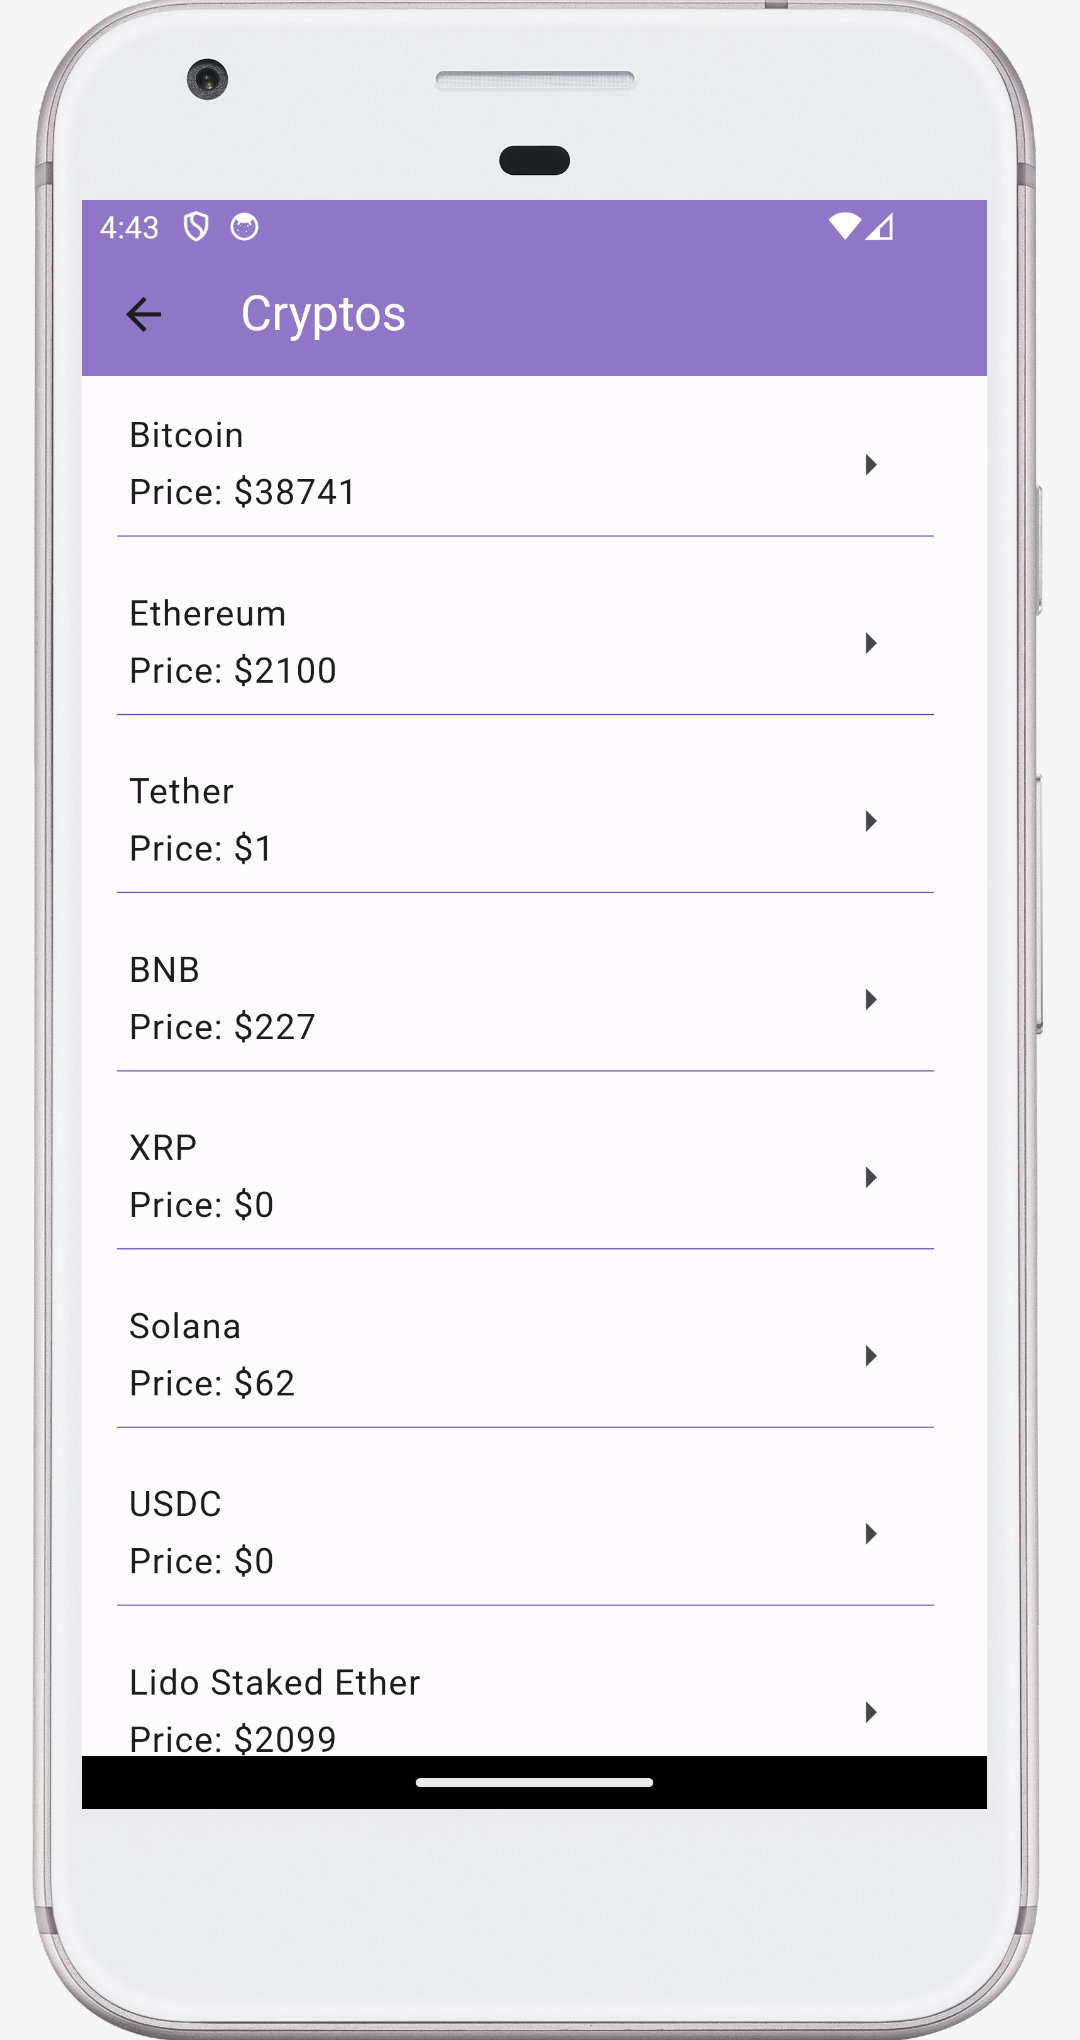 4:43
Cryptos
Bitcoin
Price: $38741
Ethereum
Price: $2100
Tether
Price: $1
BNB
Price: $227
XRP
Price: $0
Solana
Price: $62
USDC
Price: $0
Lido Staked Ether
Price: $2099